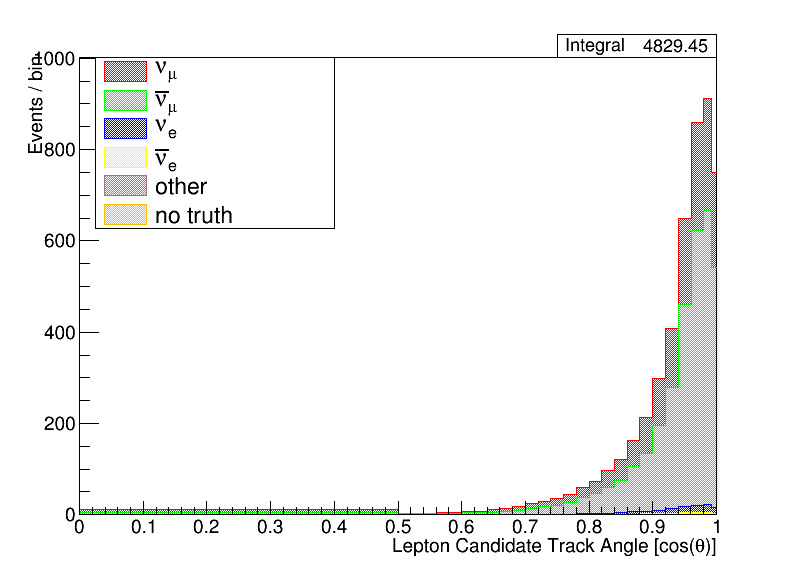 Integral 4829.45
Events / bin
1000
800
600
400
200
0
ν_μ
ν̅_μ
ν_e
ν̅_e
other
no truth
0 0.1 0.2 0.3 0.4 0.5 0.6 0.7 0.8 0.9 1
Lepton Candidate Track Angle [cos(θ)]